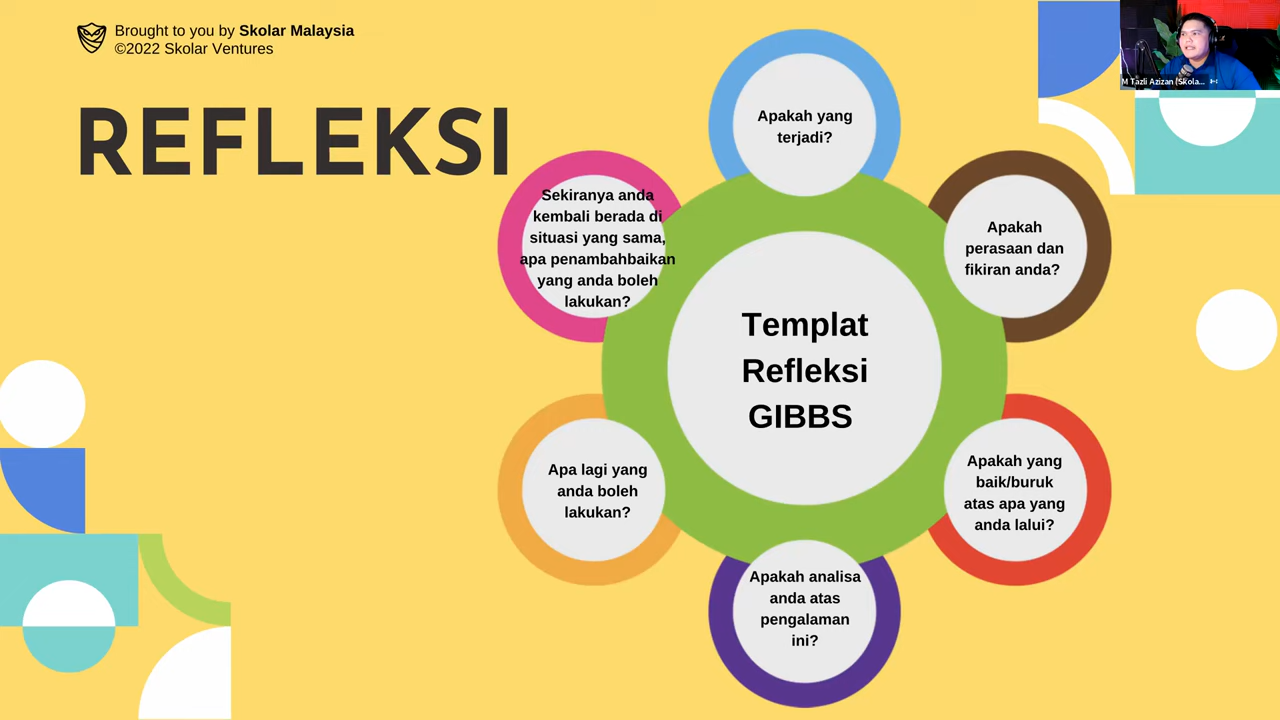 Brought to you by Skolar Malaysia
©2022 Skolar Ventures
REFLEKSI
Apakah yang
terjadi?
Apakah
perasaan dan
fikiran anda?
Apakah yang
baik/buruk
atas apa yang
anda lalui?
Apakah analisa
anda atas
pengalaman
ini?
Apa lagi yang
anda boleh
lakukan?
Sekiranya anda
kembali berada di
situasi yang sama,
apa penambahbaikan
yang anda boleh
lakukan?
Templat
Refleksi
GIBBS
M Tazli Azizan (Skola...